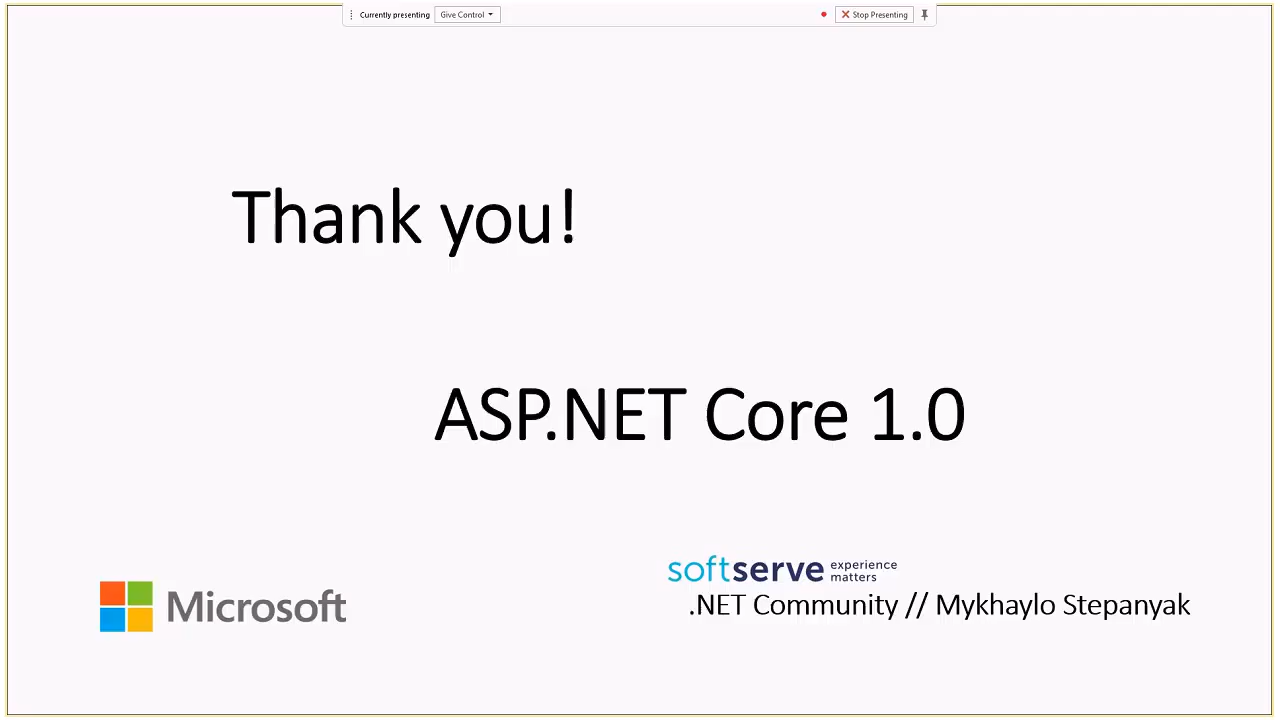 Currently presenting Give Control Stop Presenting
Thank you!
ASP.NET Core 1.0
softserve experience matters
Microsoft
.NET Community // Mykhaylo Stepanyak